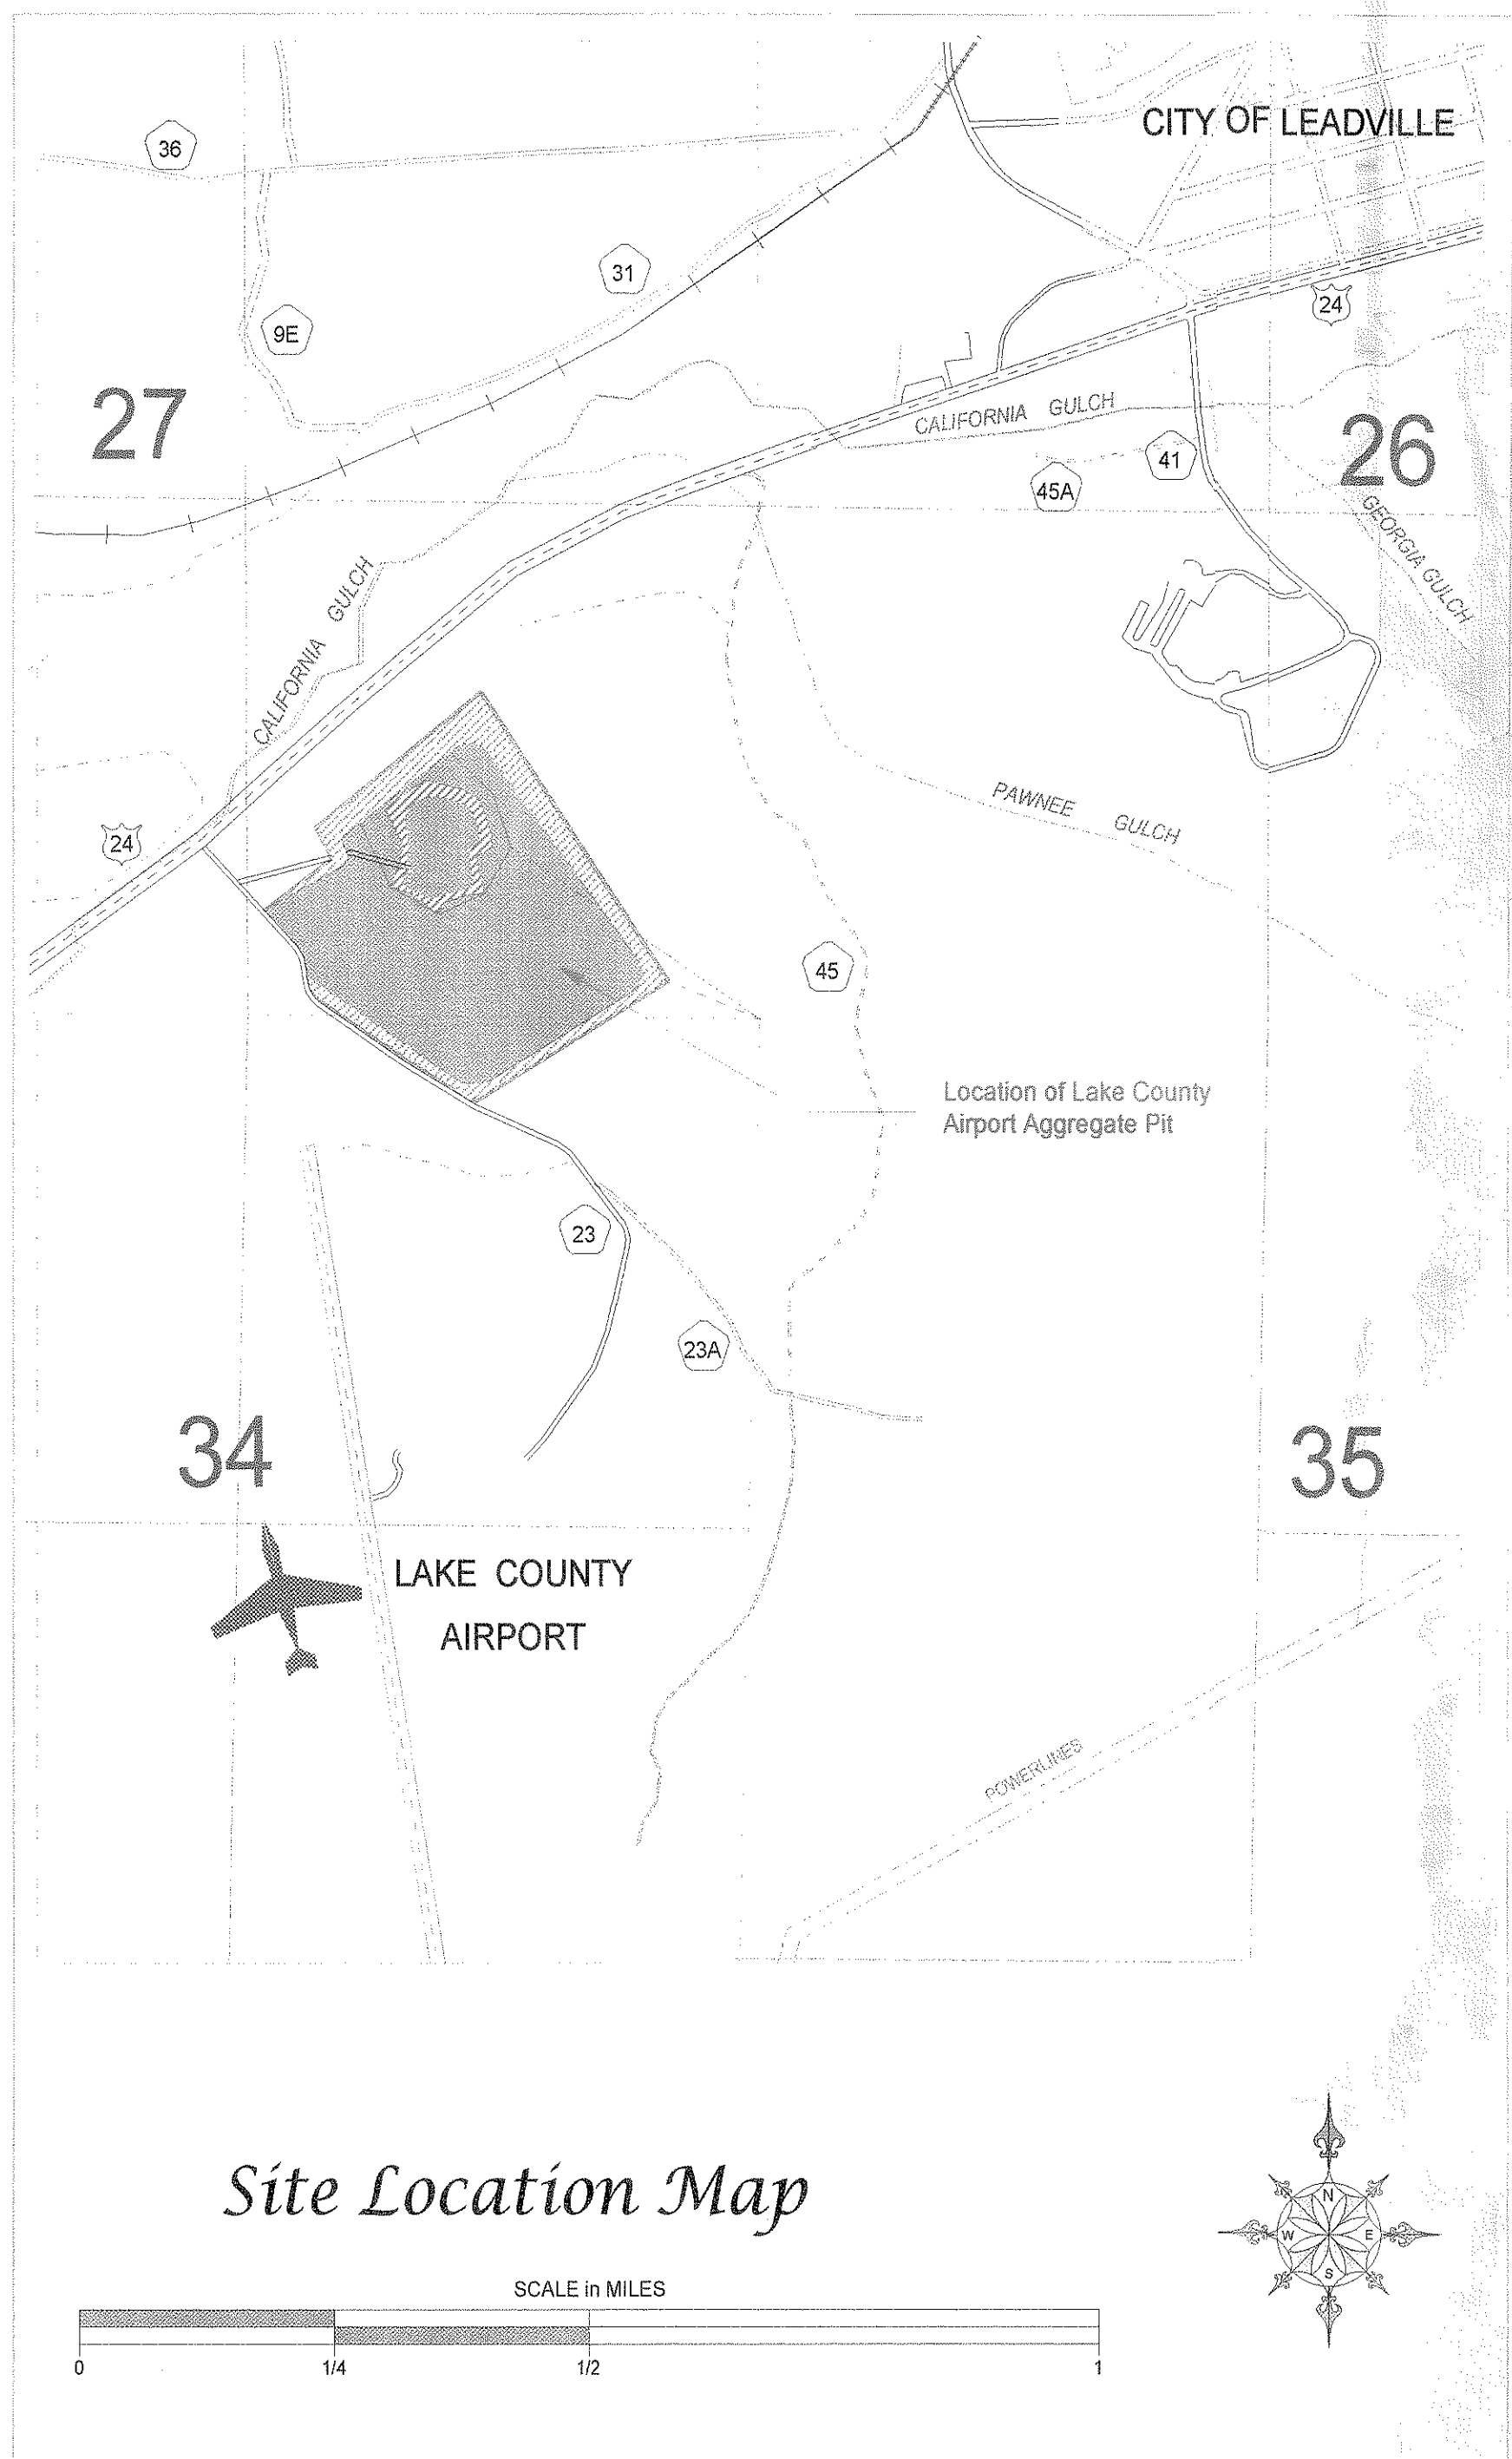 CITY OF LEADVILLE
36
31
9E
24
27
CALIFORNIA GULCH
26
41
45A
GEORGIA GULCH
CALIFORNIA GULCH
PAWNEE GULCH
24
45
Location of Lake County
Airport Aggregate Pit
23
23A
34
35
LAKE COUNTY
AIRPORT
POWERLINES
Site Location Map
N
W
E
S
SCALE in MILES
0
1/4
1/2
1